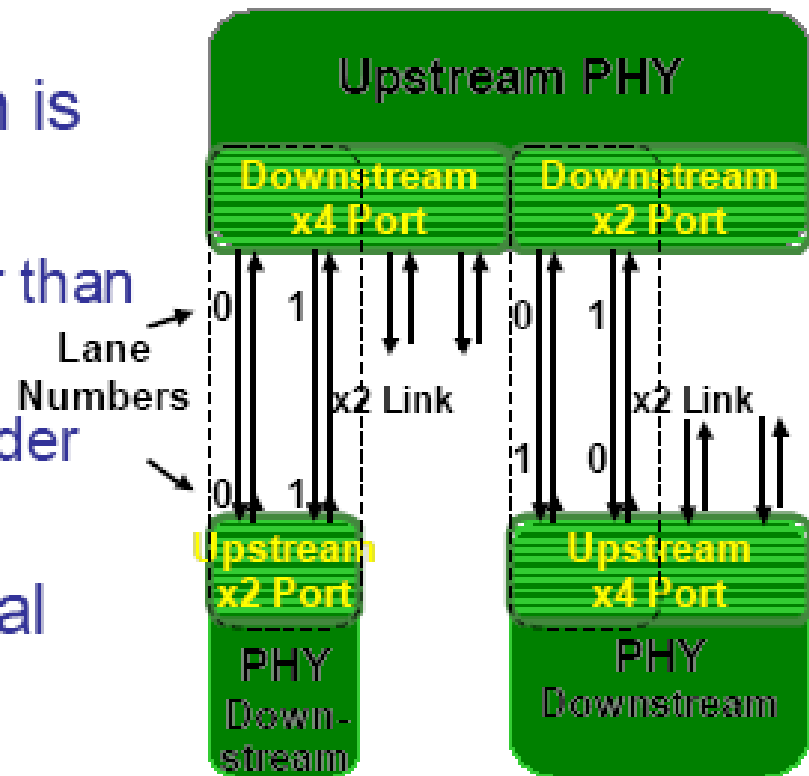 Upstream PHY
is
Downstream
x4 Port
Downstream
x2 Port
than
0
1
0
1
Lane
Numbers
x2 Link
x2 Link
der
1
0
0
1
Upstream
x2 Port
Upstream
x4 Port
al
PHY
Down-
stream
PHY
Downstream